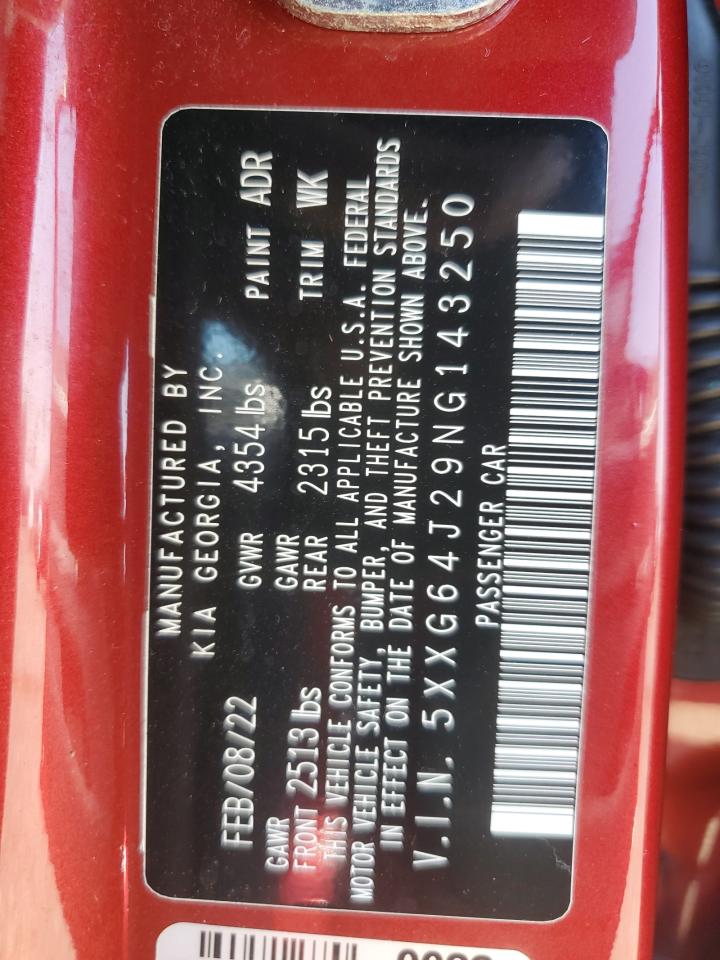 MANUFACTURED BY
KIA GEORGIA, INC.
FEB/08/22 GVWR 4354 lbs PAINT ADR
GAWR GAWR
FRONT 2513 lbs REAR 2315 lbs TRIM WK
THIS VEHICLE CONFORMS TO ALL APPLICABLE U.S.A. FEDERAL
MOTOR VEHICLE SAFETY, BUMPER, AND THEFT PREVENTION STANDARDS
IN EFFECT ON THE DATE OF MANUFACTURE SHOWN ABOVE.
V.I.N. 5XXG64J29NG143250
PASSENGER CAR